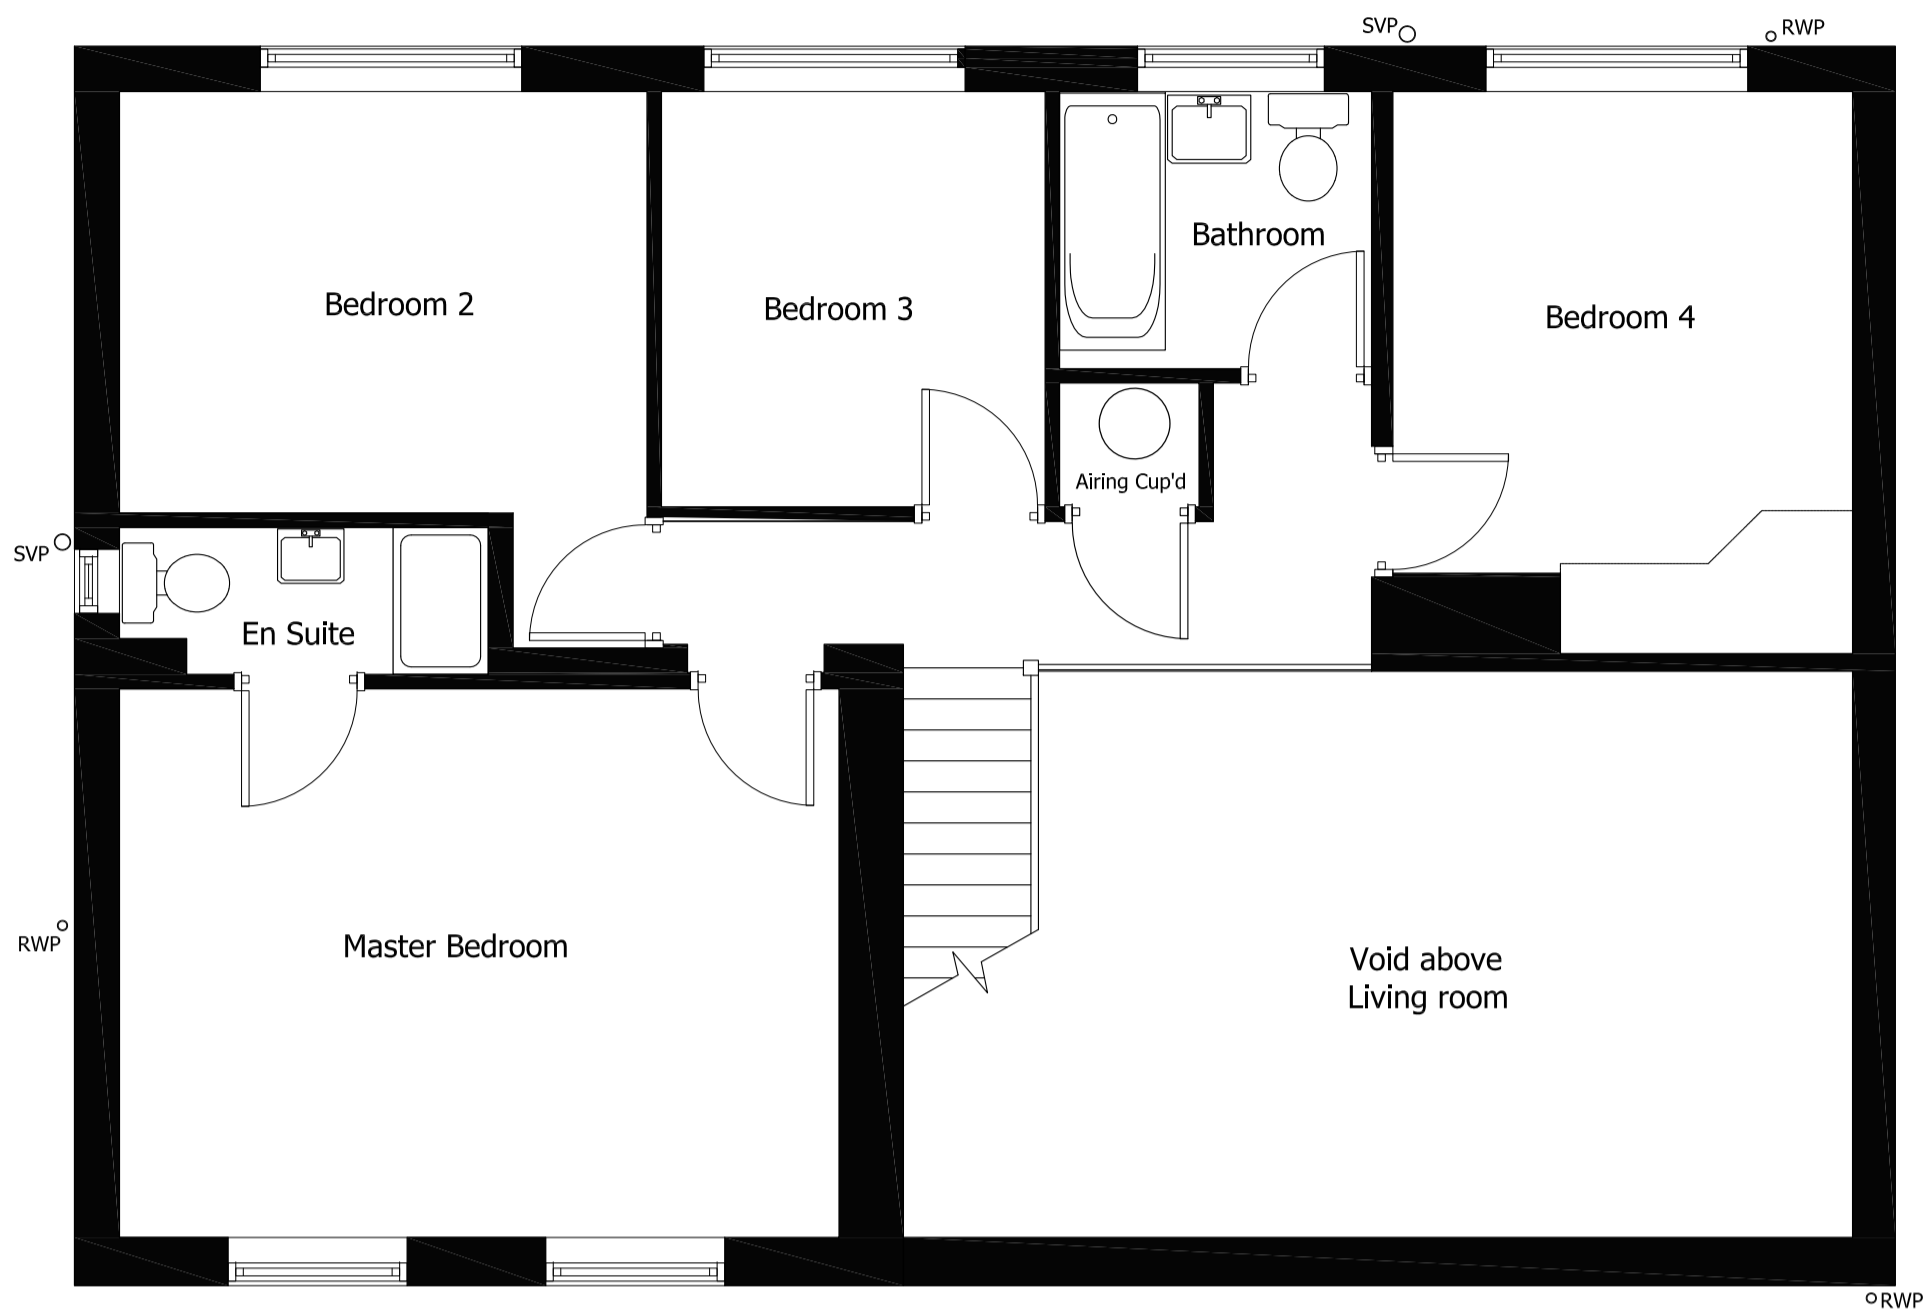 SVP
RWP
Bathroom
Bedroom 2
Bedroom 3
Bedroom 4
Airing Cup'd
SVP
En Suite
RWP
Master Bedroom
Void above
Living room
RWP